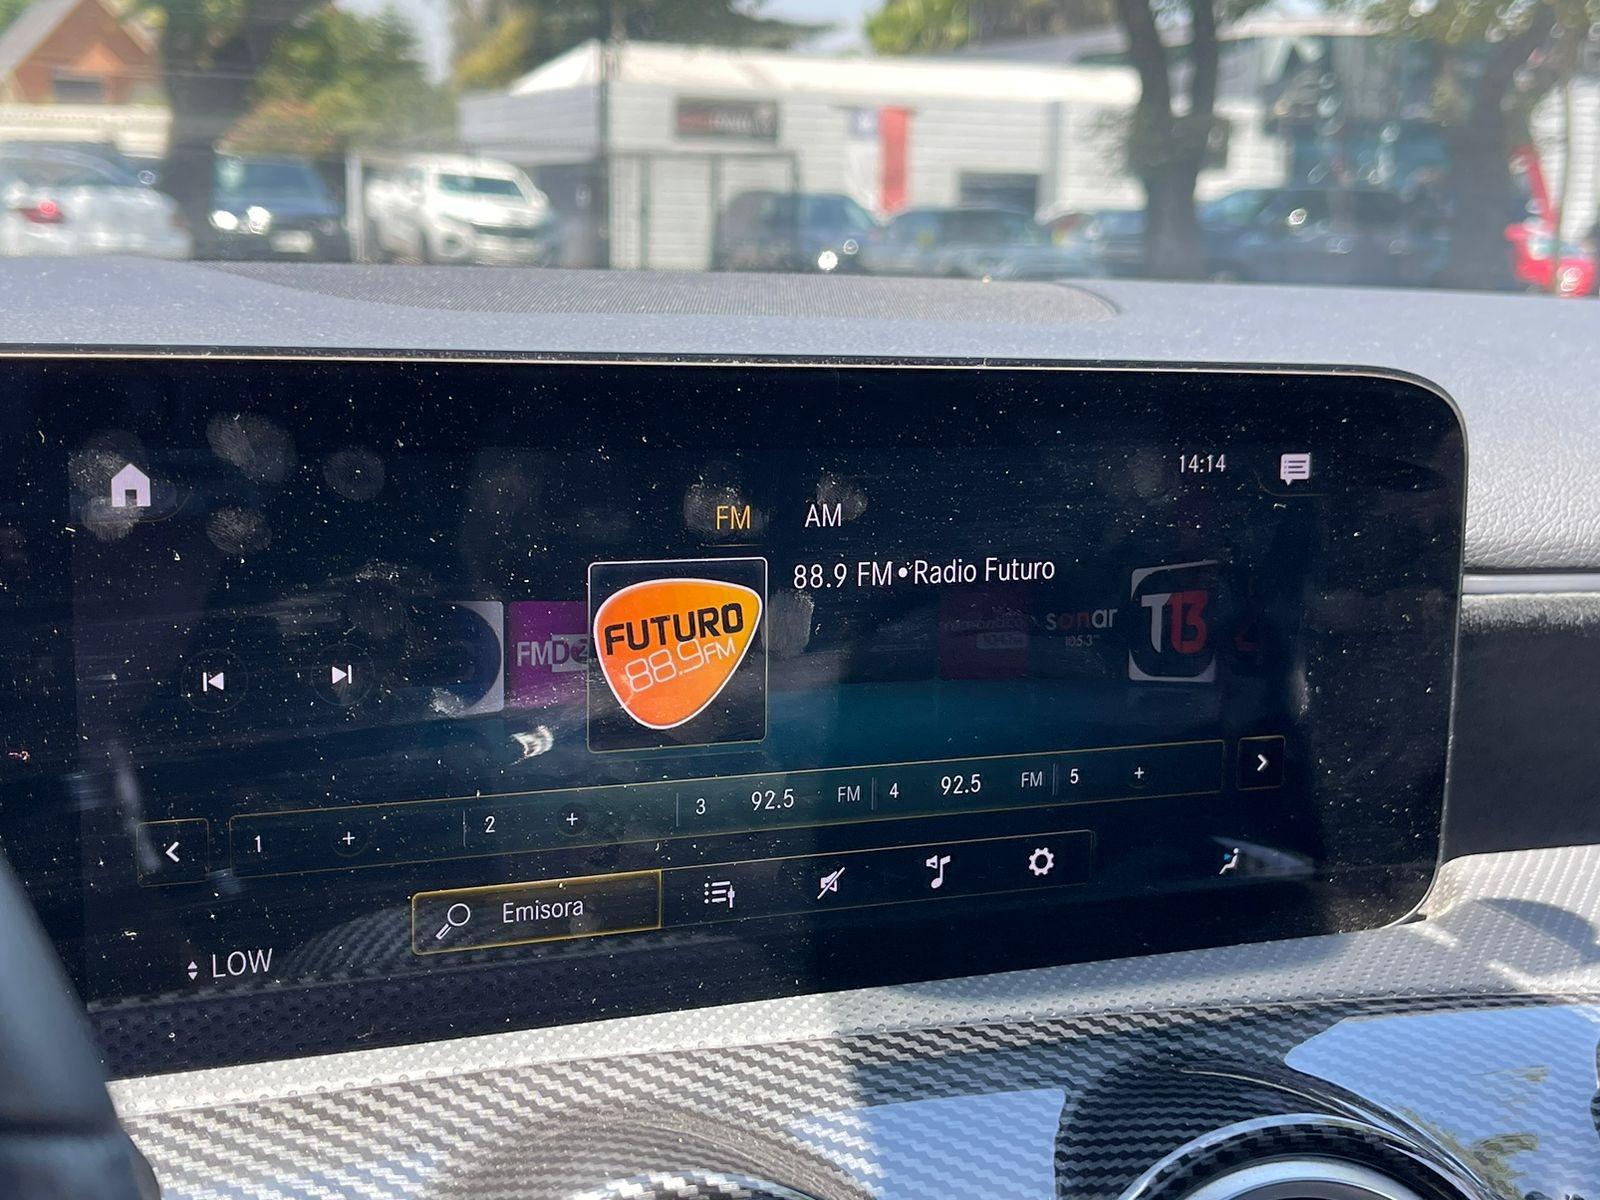 14:14
FM AM
88.9 FM•Radio Futuro
FUTURO
88.9FM
sonar
105.3
T13
1 + 2 + 3 92.5 FM 4 92.5 FM 5 +
Emisora
LOW